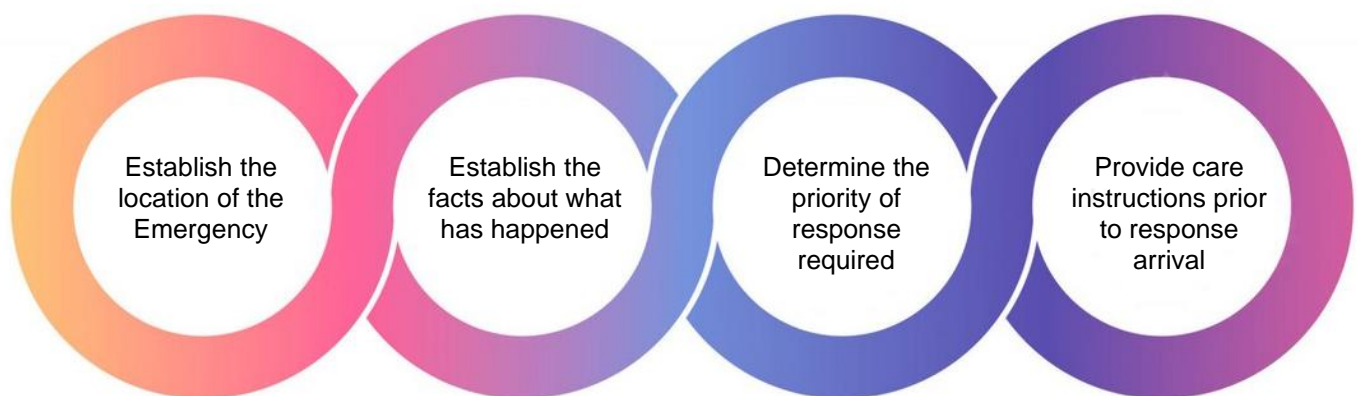 Establish the
location of the
Emergency
Establish the
facts about what
has happened
Determine the
priority of
response
required
Provide care
instructions prior
to response
arrival